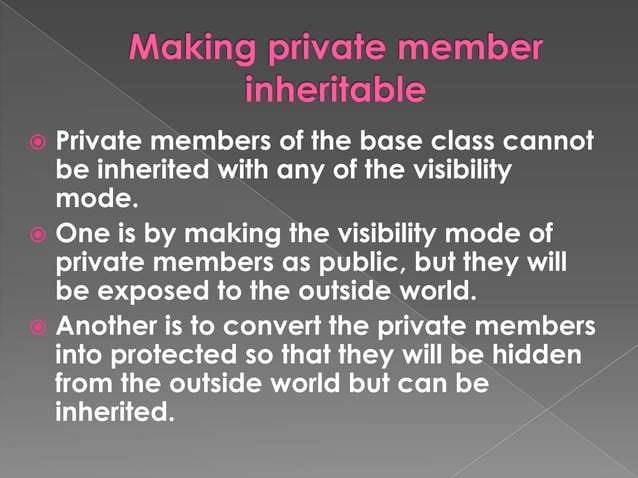 Making private member
inheritable
Private members of the base class cannot
be inherited with any of the visibility
mode.
One is by making the visibility mode of
private members as public, but they will
be exposed to the outside world.
Another is to convert the private members
into protected so that they will be hidden
from the outside world but can be
inherited.